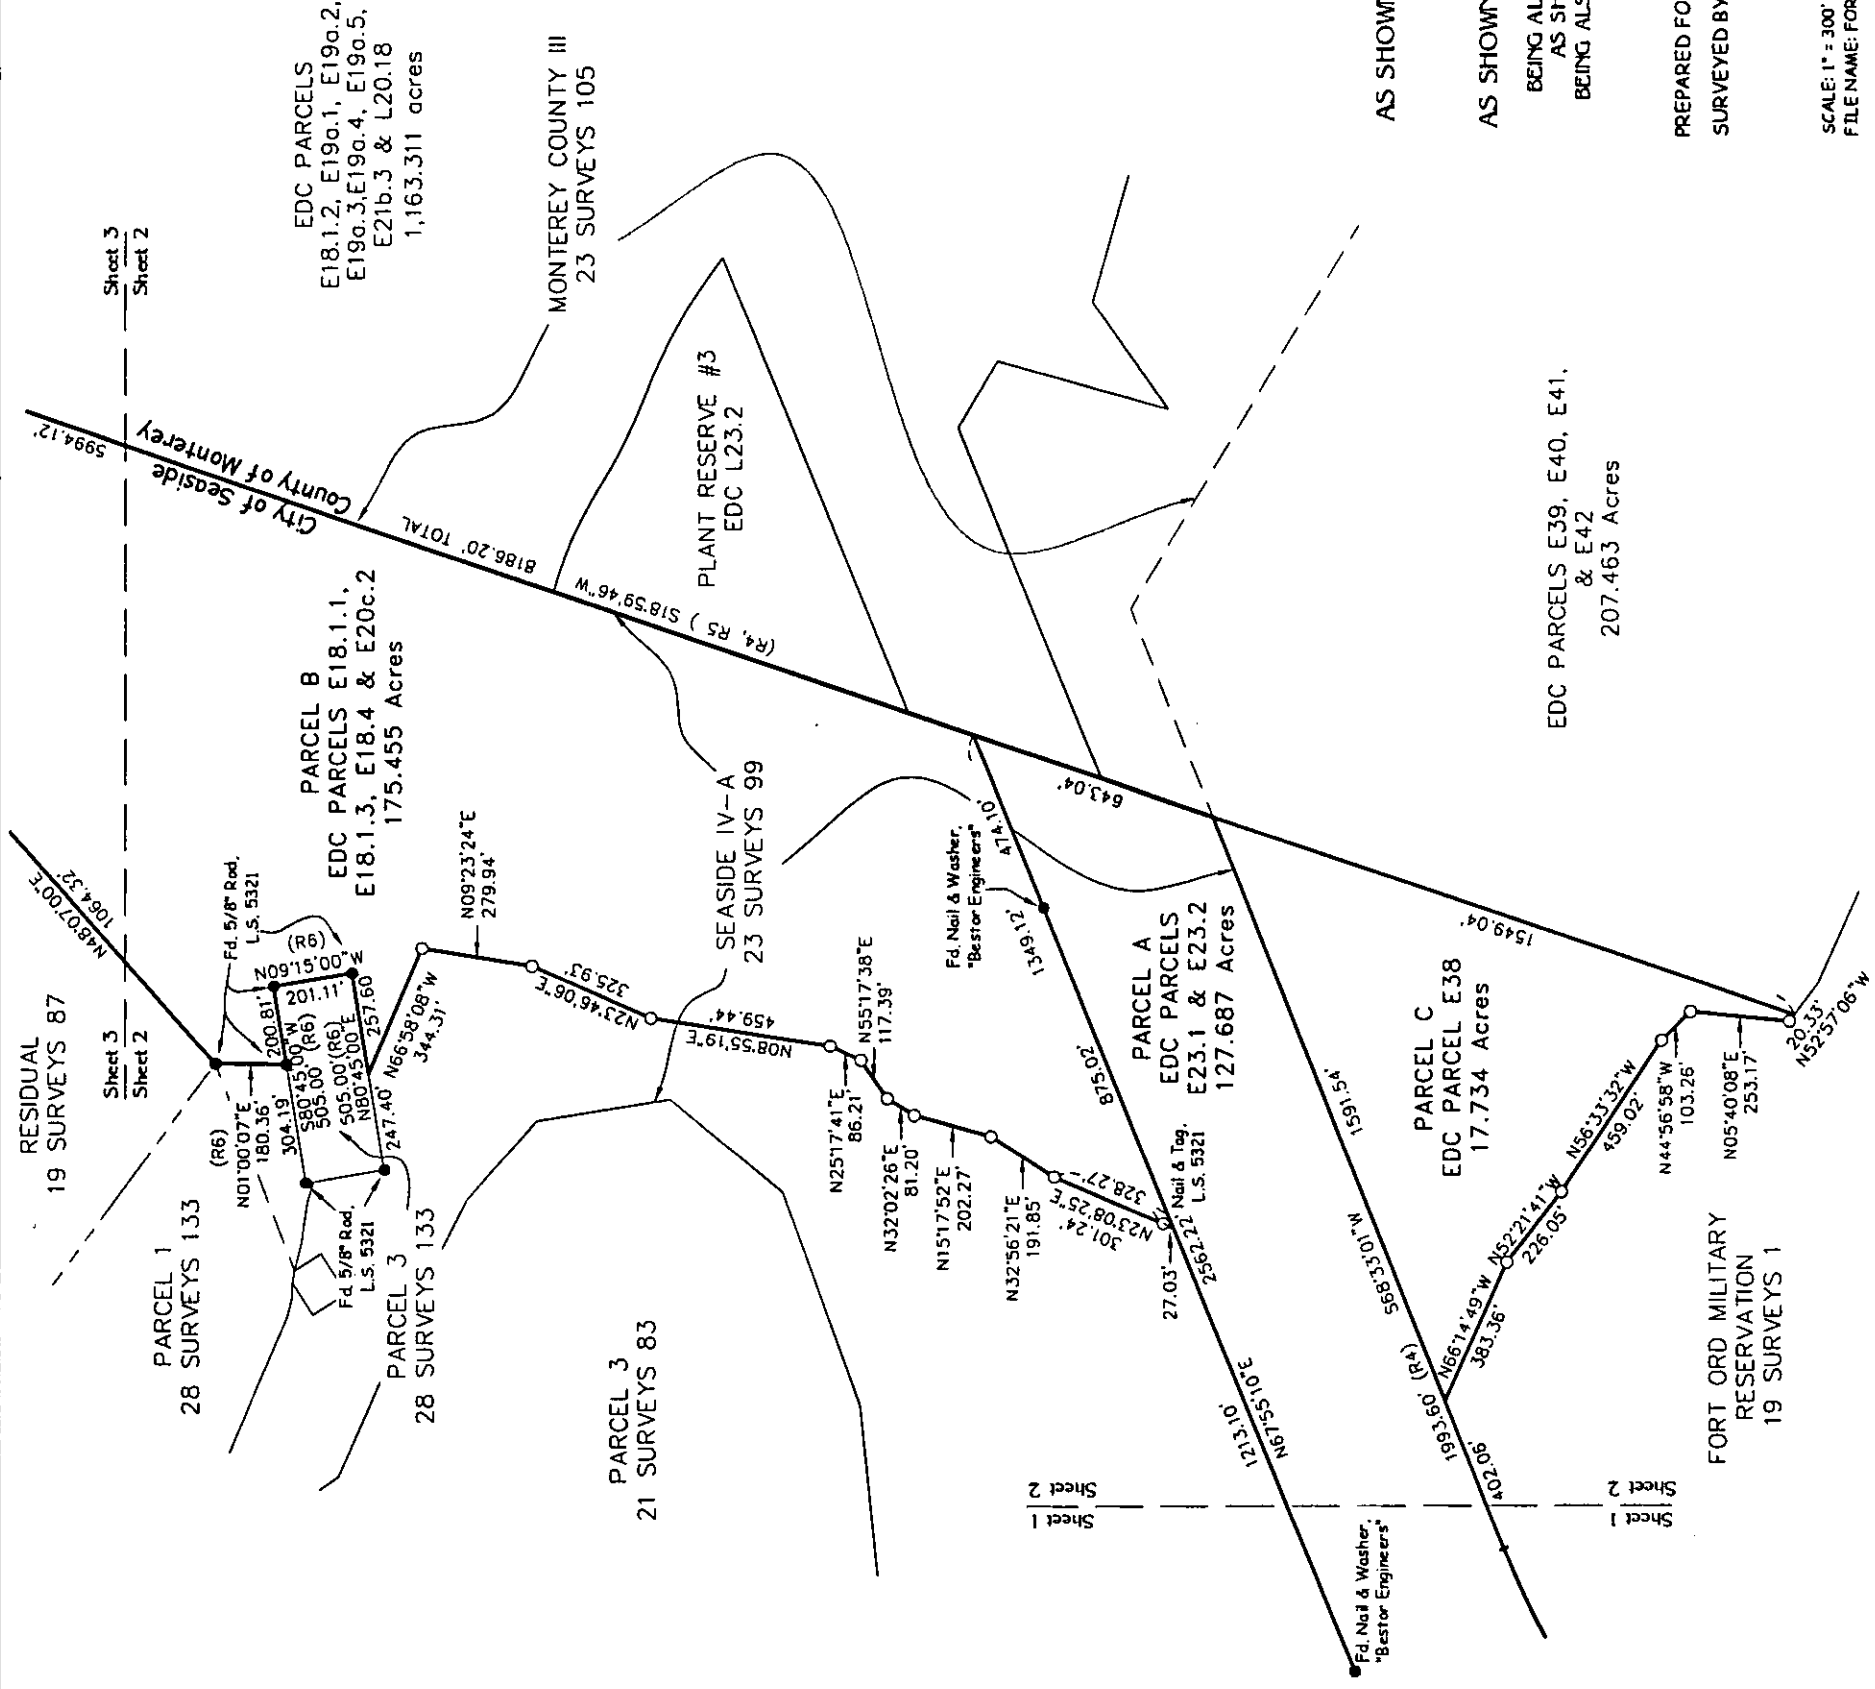 RESIDUAL
19 SURVEYS 87
N48°07'00"E
1064.32'
Sheet 3
Sheet 2
Sheet 3
Sheet 2
5994.12'
City of Seaside
County of Monterey
8186.20' TOTAL
(R4, R5 ) S18°59'46"W
EDC PARCELS
E18.1.2, E19a.1, E19a.2,
E19a.3,E19a.4, E19a.5,
E21b.3 & L20.18
1,163.311 acres
MONTEREY COUNTY III
23 SURVEYS 105
PARCEL 1
28 SURVEYS 133
(R6)
N01°00'07"E
180.36'
Fd. 5/8" Rod,
L.S. 5321
N09°15'00"W
(R6)
201.11'
200.81'
304.19'
S80°45'00"W
505.00' (R6)
505.00'(R6)
N80°45'00"E
257.60
247.40'
Fd. 5/8" Rod,
L.S. 5321
PARCEL 3
28 SURVEYS 133
PARCEL B
EDC PARCELS E18.1.1,
E18.1.3, E18.4 & E20c.2
175.455 Acres
N66°58'08"W
344.31'
N09°23'24"E
279.94'
N23°46'06"E
325.93'
N08°55'19"E
459.44'
SEASIDE IV-A
23 SURVEYS 99
PLANT RESERVE #3
EDC L23.2
PARCEL 3
21 SURVEYS 83
N25°17'41"E
86.21'
N55°17'38"E
117.39'
N32°02'26"E
81.20'
N15°17'52"E
202.27'
N32°56'21"E
191.85'
N23°08'25"E
301.24'
328.27'
27.03'
Nail & Tag,
L.S. 5321
Fd. Nail & Washer,
"Bestor Engineers"
474.10'
1349.12'
875.02'
2562.22'
1213.10'
N67°55'10"E
643.04'
PARCEL A
EDC PARCELS
E23.1 & E23.2
127.687 Acres
1591.54'
S68°33'01"W
(R4)
1993.60'
402.06'
Sheet 1
Sheet 2
Sheet 1
Sheet 2
Fd. Nail & Washer,
"Bestor Engineers"
PARCEL C
EDC PARCEL E38
17.734 Acres
1549.04'
N66°14'49"W
383.36'
N52°21'41"W
226.05'
N56°33'32"W
459.02'
N44°56'58"W
103.26'
N05°40'08"E
253.17'
20.33'
N52°57'06"W
EDC PARCELS E39, E40, E41,
& E42
207.463 Acres
FORT ORD MILITARY
RESERVATION
19 SURVEYS 1
AS SHOWN
AS SHOWN
BEING AL
AS SH
BEING ALS
PREPARED FO
SURVEYED BY
SCALE: 1" = 300'
FILE NAME: FOR